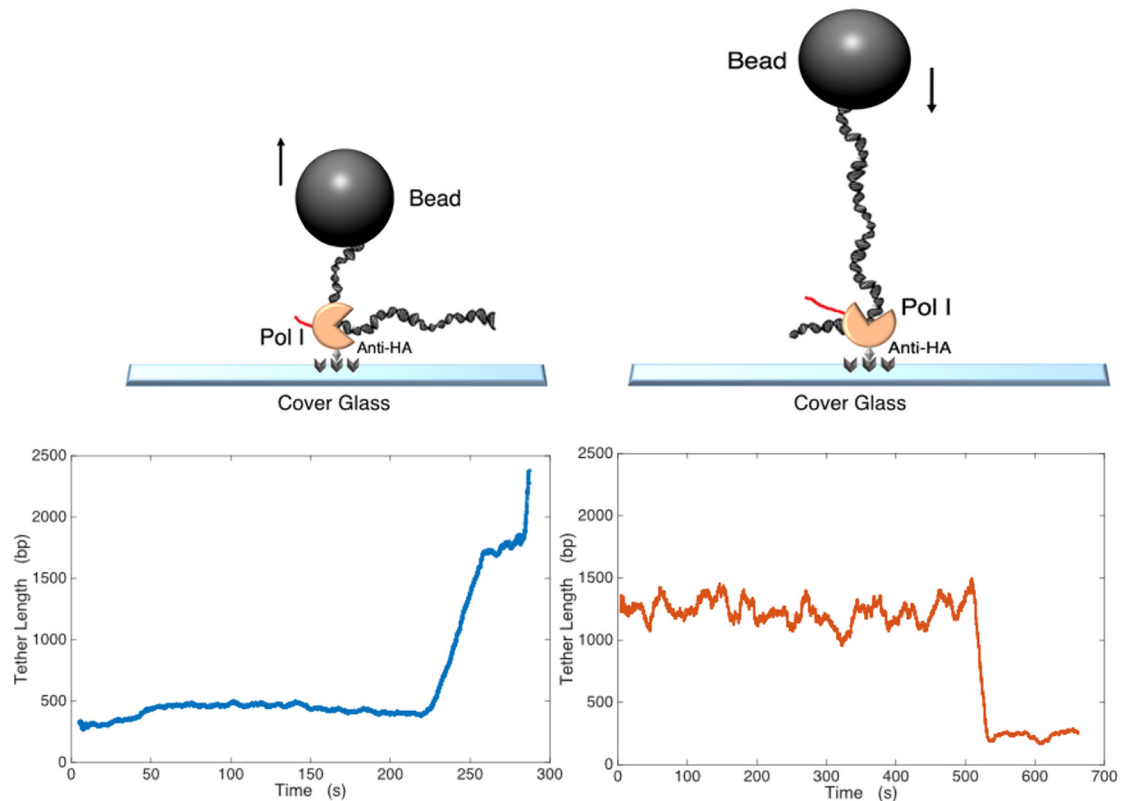 Bead
Pol I
Anti-HA
Cover Glass
Bead
Pol I
Anti-HA
Cover Glass
2500
2000
1500
1000
500
0
Tether Length (bp)
0 50 100 150 200 250 300
Time (s)
2500
2000
1500
1000
500
0
Tether Length (bp)
0 100 200 300 400 500 600 700
Time (s)